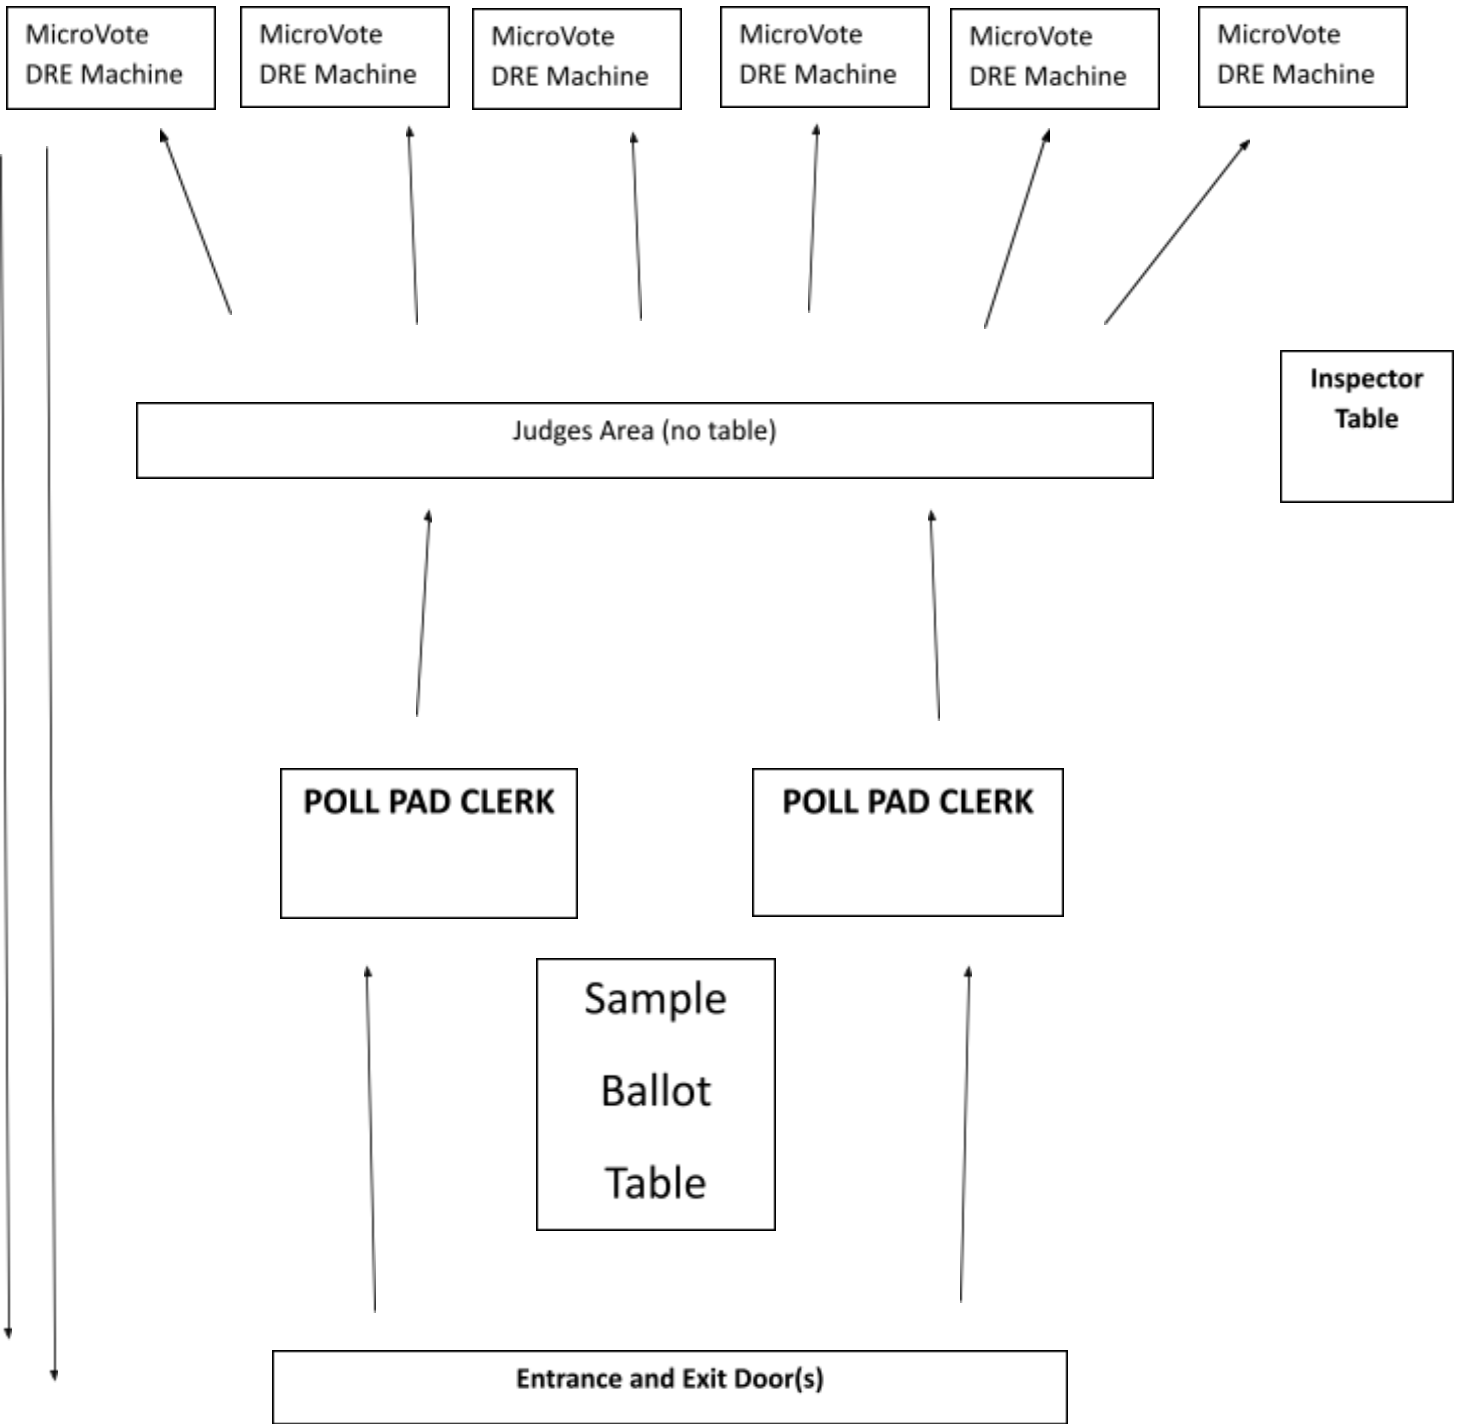 MicroVote
DRE Machine
MicroVote
DRE Machine
MicroVote
DRE Machine
MicroVote
DRE Machine
MicroVote
DRE Machine
MicroVote
DRE Machine
Inspector
Table
Judges Area (no table)
POLL PAD CLERK
POLL PAD CLERK
Sample
Ballot
Table
Entrance and Exit Door(s)